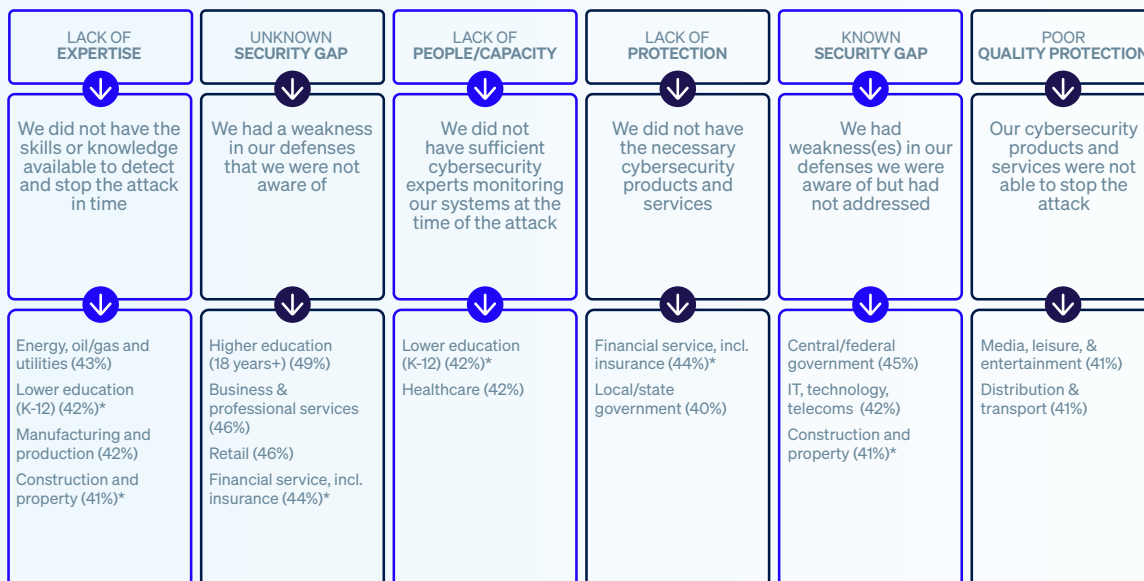 LACK OF
EXPERTISE
We did not have the
skills or knowledge
available to detect
and stop the attack
in time
Energy, oil/gas and
utilities (43%)
Lower education
(K-12) (42%)*
Manufacturing and
production (42%)
Construction and
property (41%)*
UNKNOWN
SECURITY GAP
We had a weakness
in our defenses
that we were not
aware of
Higher education
(18 years+) (49%)
Business &
professional services
(46%)
Retail (46%)
Financial service, incl.
insurance (44%)*
LACK OF
PEOPLE/CAPACITY
We did not
have sufficient
cybersecurity
experts monitoring
our systems at the
time of the attack
Lower education
(K-12) (42%)*
Healthcare (42%)
LACK OF
PROTECTION
We did not have
the necessary
cybersecurity
products and
services
Financial service, incl.
insurance (44%)*
Local/state
government (40%)
KNOWN
SECURITY GAP
We had
weakness(es) in our
defenses we were
aware of but had
not addressed
Central/federal
government (45%)
IT, technology,
telecoms (42%)
Construction and
property (41%)*
POOR
QUALITY PROTECTION
Our cybersecurity
products and
services were not
able to stop the
attack
Media, leisure, &
entertainment (41%)
Distribution &
transport (41%)